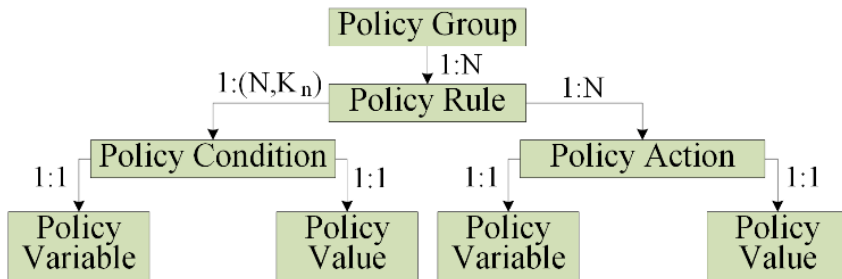 Policy Group
1:N
1:(N,Kn)
Policy Rule
1:N
Policy Condition
Policy Action
1:1
1:1
1:1
1:1
Policy
Variable
Policy
Value
Policy
Variable
Policy
Value